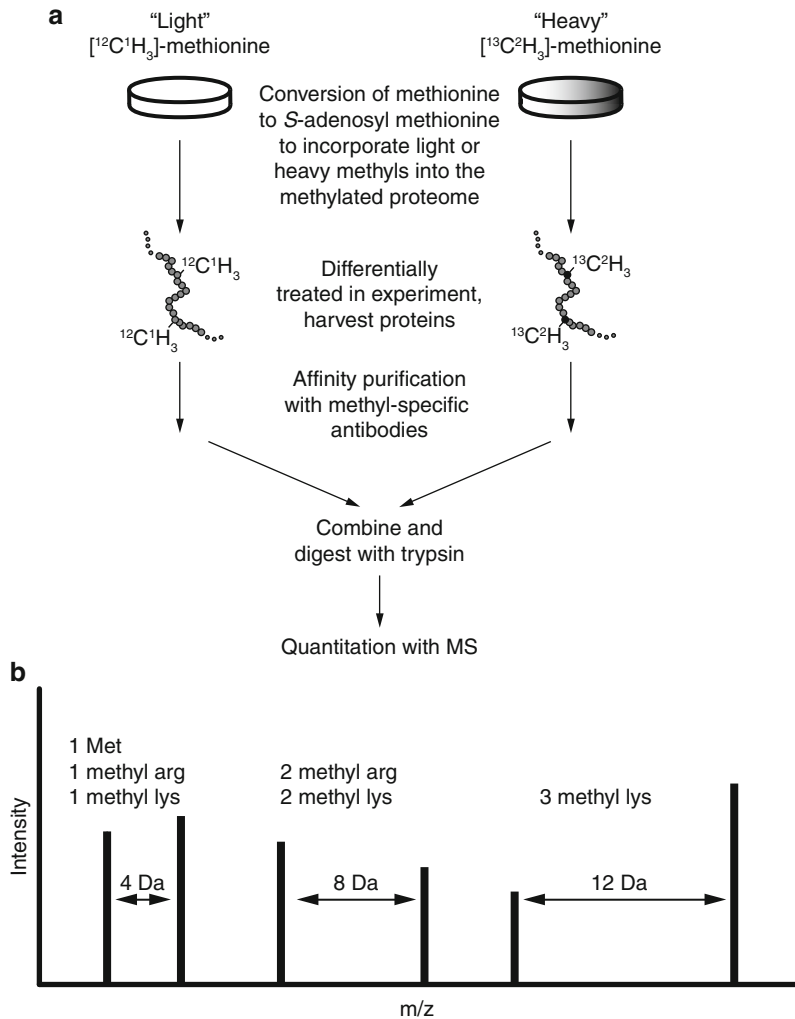 a
“Light”
[¹²C¹H₃]-methionine
“Heavy”
[¹³C²H₃]-methionine
Conversion of methionine
to S-adenosyl methionine
to incorporate light or
heavy methyls into the
methylated proteome
¹²C¹H₃
¹²C¹H₃
Differentially
treated in experiment,
harvest proteins
¹³C²H₃
¹³C²H₃
Affinity purification
with methyl-specific
antibodies
Combine and
digest with trypsin
Quantitation with MS
b
Intensity
1 Met
1 methyl arg
1 methyl lys
2 methyl arg
2 methyl lys
3 methyl lys
4 Da
8 Da
12 Da
m/z